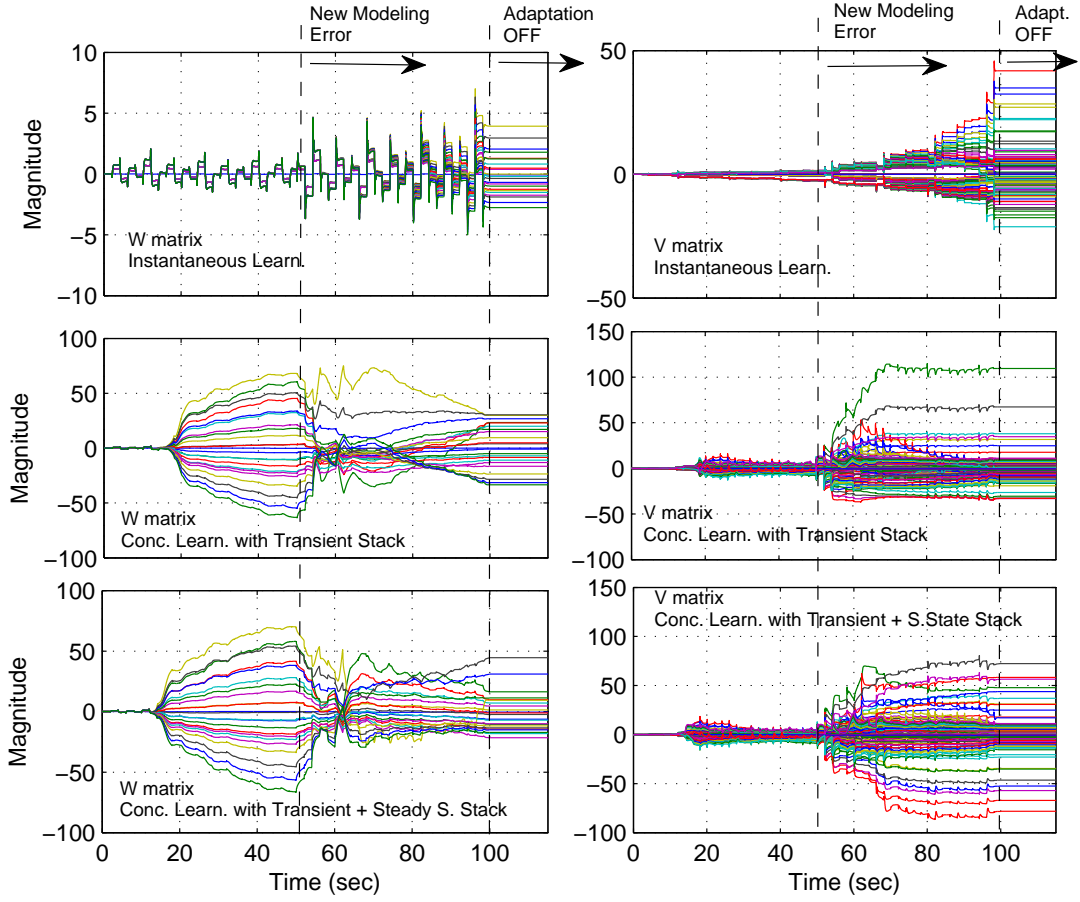 New Modeling
Error
Adaptation
OFF
New Modeling
Error
Adapt.
OFF
10
5
0
−5
−10
Magnitude
W matrix
Instantaneous Learn.
50
0
−50
V matrix
Instantaneous Learn.
100
50
0
−50
−100
Magnitude
W matrix
Conc. Learn. with Transient Stack
150
100
50
0
−50
−100
V matrix
Conc. Learn. with Transient Stack
100
50
0
−50
−100
Magnitude
W matrix
Conc. Learn. with Transient + Steady S. Stack
0
20
40
60
80
100
Time (sec)
150
100
50
0
−50
−100
V matrix
Conc. Learn. with Transient + S.State Stack
0
20
40
60
80
100
Time (sec)